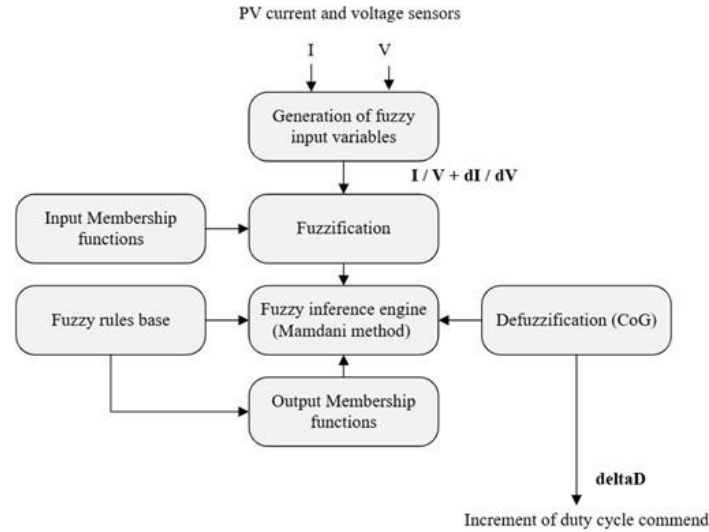 PV current and voltage sensors
I
V
Generation of fuzzy
input variables
I / V + dI / dV
Input Membership
functions
Fuzzification
Fuzzy rules base
Fuzzy inference engine
(Mamdani method)
Defuzzification (CoG)
Output Membership
functions
deltaD
Increment of duty cycle commend